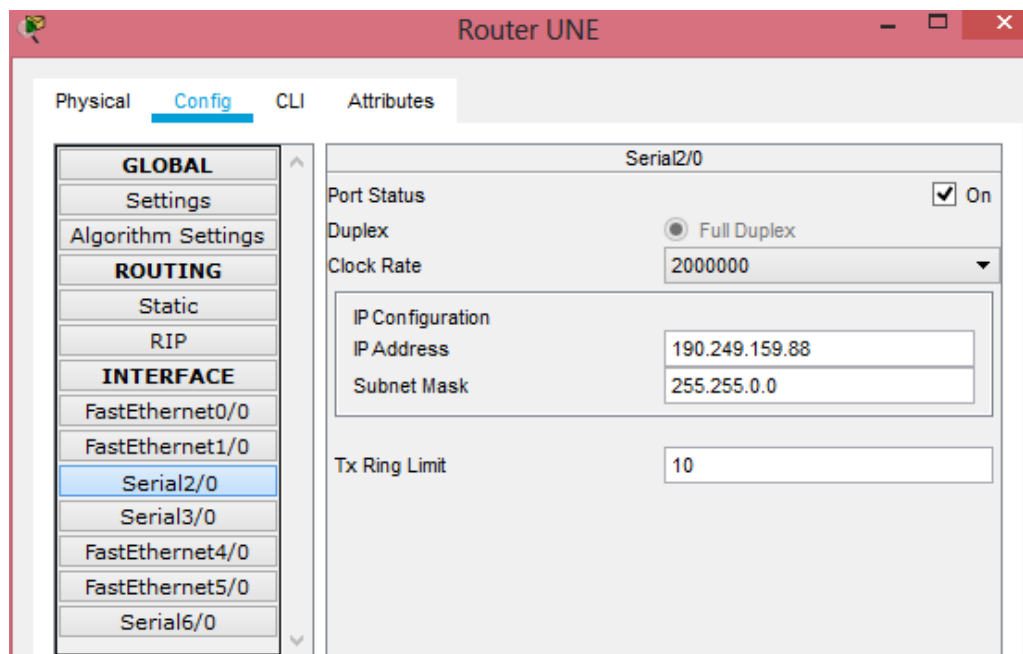 Router UNE
Physical Config CLI Attributes
GLOBAL
Settings
Algorithm Settings
ROUTING
Static
RIP
INTERFACE
FastEthernet0/0
FastEthernet1/0
Serial2/0
Serial3/0
FastEthernet4/0
FastEthernet5/0
Serial6/0
Serial2/0
Port Status On
Duplex Full Duplex
Clock Rate 2000000
IP Configuration
IP Address 190.249.159.88
Subnet Mask 255.255.0.0
Tx Ring Limit 10